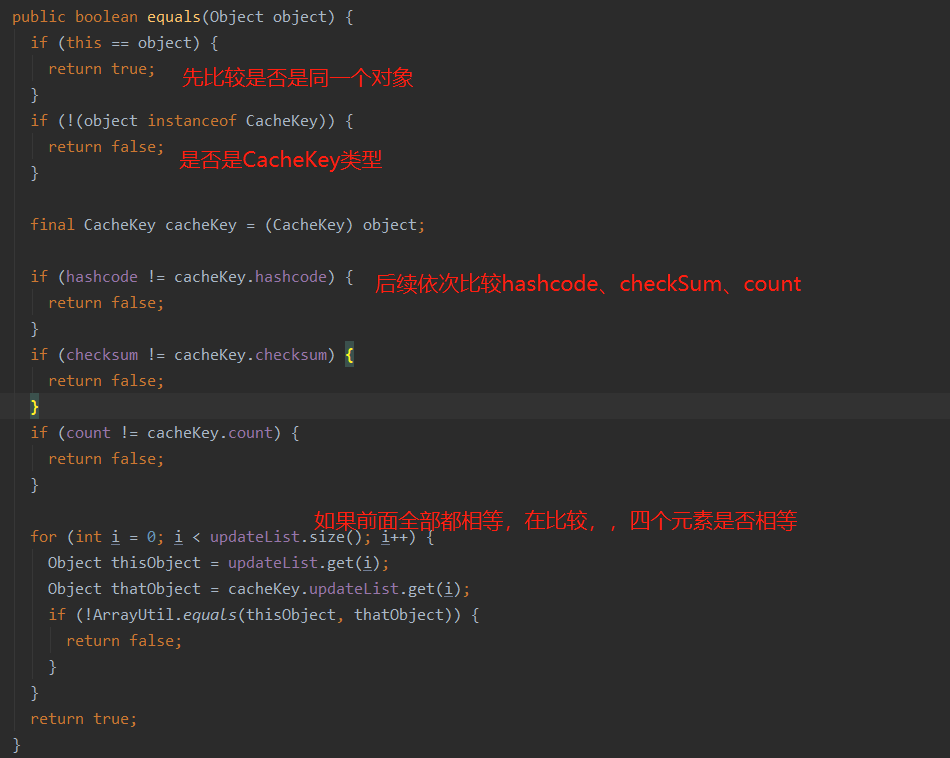 public boolean equals(Object object) {
if (this == object) {
return true;
先比较是否是同一个对象
}
if (!(object instanceof CacheKey)) {
return false;
是否是CacheKey类型
}
final CacheKey cacheKey = (CacheKey) object;
if (hashcode != cacheKey.hashcode) {
后续依次比较hashcode、checkSum、count
return false;
}
if (checksum != cacheKey.checksum) {
return false;
}
if (count != cacheKey.count) {
return false;
}
如果前面全部都相等，在比较，，四个元素是否相等
for (int i = 0; i < updateList.size(); i++) {
Object thisObject = updateList.get(i);
Object thatObject = cacheKey.updateList.get(i);
if (!ArrayUtil.equals(thisObject, thatObject)) {
return false;
}
}
return true;
}